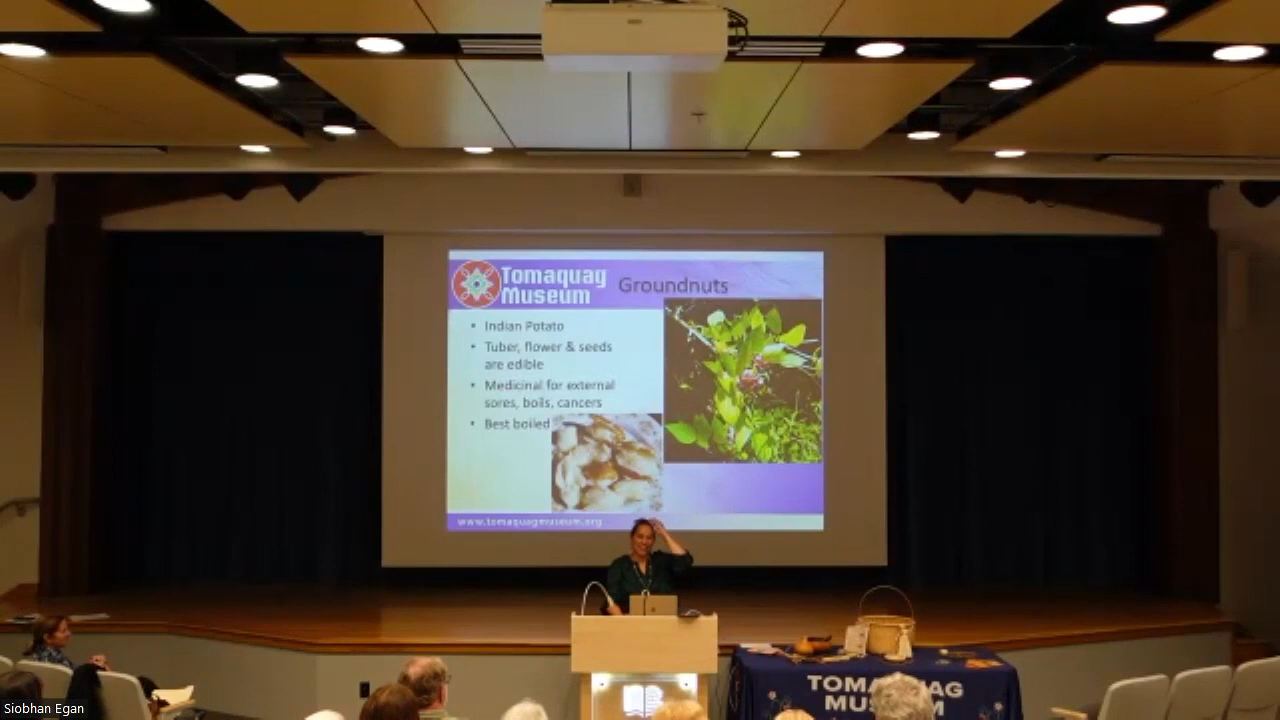 Tomaquag
Museum
Groundnuts
• Indian Potato
• Tuber, flower & seeds
are edible
• Medicinal for external
sores, boils, cancers
• Best boiled
www.tomaquagmuseum.org
TOMAQUAG
MUSEUM
Siobhan Egan